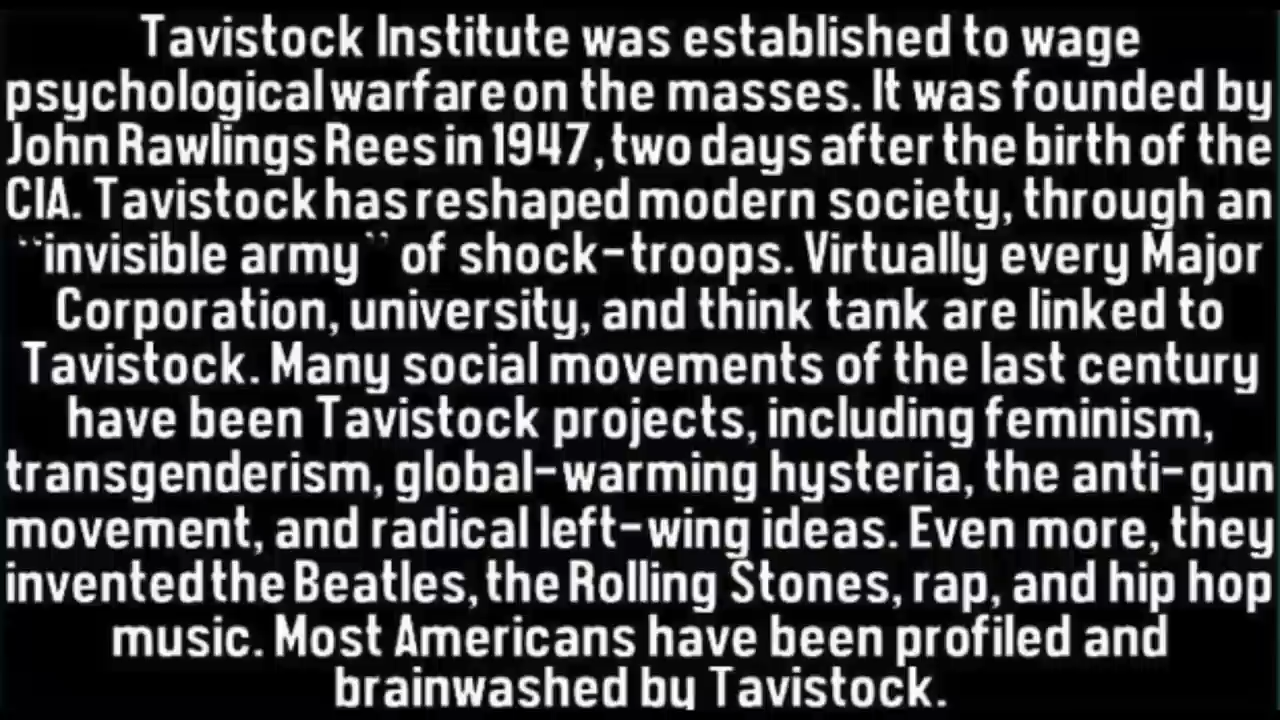 Tavistock Institute was established to wage
psychological warfare on the masses. It was founded by
John Rawlings Rees in 1947, two days after the birth of the
CIA. Tavistock has reshaped modern society, through an
``invisible army´´ of shock-troops. Virtually every Major
Corporation, university, and think tank are linked to
Tavistock. Many social movements of the last century
have been Tavistock projects, including feminism,
transgenderism, global-warming hysteria, the anti-gun
movement, and radical left-wing ideas. Even more, they
invented the Beatles, the Rolling Stones, rap, and hip hop
music. Most Americans have been profiled and
brainwashed by Tavistock.